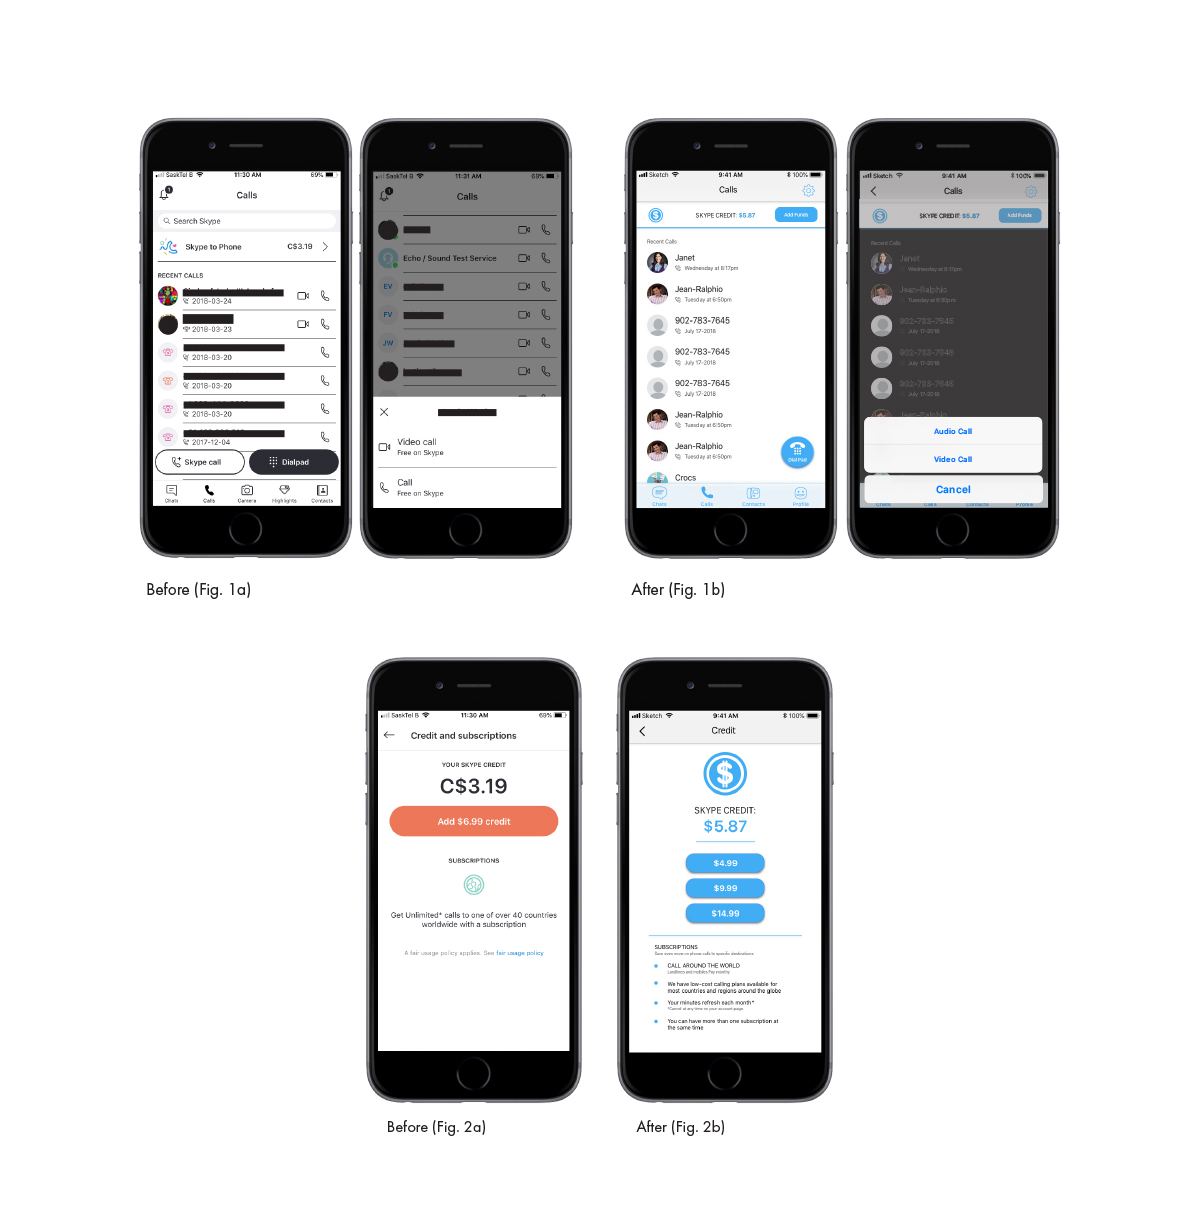 SaskTel B 11:30 AM 69%
1
Calls
Search Skype
Skype to Phone C$3.19
RECENT CALLS
2018-03-24
2018-03-23
2018-03-20
2018-03-20
2018-03-20
2017-12-04
Skype call Dialpad
Chats Calls Camera Highlights Contacts
SaskTel B 11:31 AM 68%
1
Calls
Echo / Sound Test Service
EV
FV
JW
Video call
Free on Skype
Call
Free on Skype
Before (Fig. 1a)
Sketch 9:41 AM 100%
Calls
SKYPE CREDIT: $5.87 Add Funds
Recent Calls
Janet
Wednesday at 8:17pm
Jean-Ralphio
Tuesday at 6:50pm
902-783-7645
July 17-2018
902-783-7645
July 17-2018
902-783-7645
July 17-2018
Jean-Ralphio
Tuesday at 6:50pm
Jean-Ralphio
Tuesday at 6:50pm
Crocs
Dial Pad
Chats Calls Contacts Profile
Sketch 9:41 AM 100%
Calls
SKYPE CREDIT: $5.87 Add Funds
Recent Calls
Janet
Wednesday at 8:17pm
Jean-Ralphio
Tuesday at 6:50pm
902-783-7645
July 17-2018
902-783-7645
July 17-2018
902-783-7645
July 17-2018
Jean-Ralphio
Audio Call
Video Call
Cancel
Chats Calls Contacts Profile
After (Fig. 1b)
SaskTel B 11:30 AM 69%
Credit and subscriptions
YOUR SKYPE CREDIT
C$3.19
Add $6.99 credit
SUBSCRIPTIONS
Get Unlimited* calls to one of over 40 countries
worldwide with a subscription
A fair usage policy applies. See fair usage policy
Before (Fig. 2a)
Sketch 9:41 AM 100%
Credit
$
SKYPE CREDIT:
$5.87
$4.99
$9.99
$14.99
SUBSCRIPTIONS
Save even more on phone calls to specific destinations
CALL AROUND THE WORLD
Landlines and mobiles Pay monthly
We have low-cost calling plans available for
most countries and regions around the globe
Your minutes refresh each month*
*Cancel at any time on your account page.
You can have more than one subscription at
the same time
After (Fig. 2b)